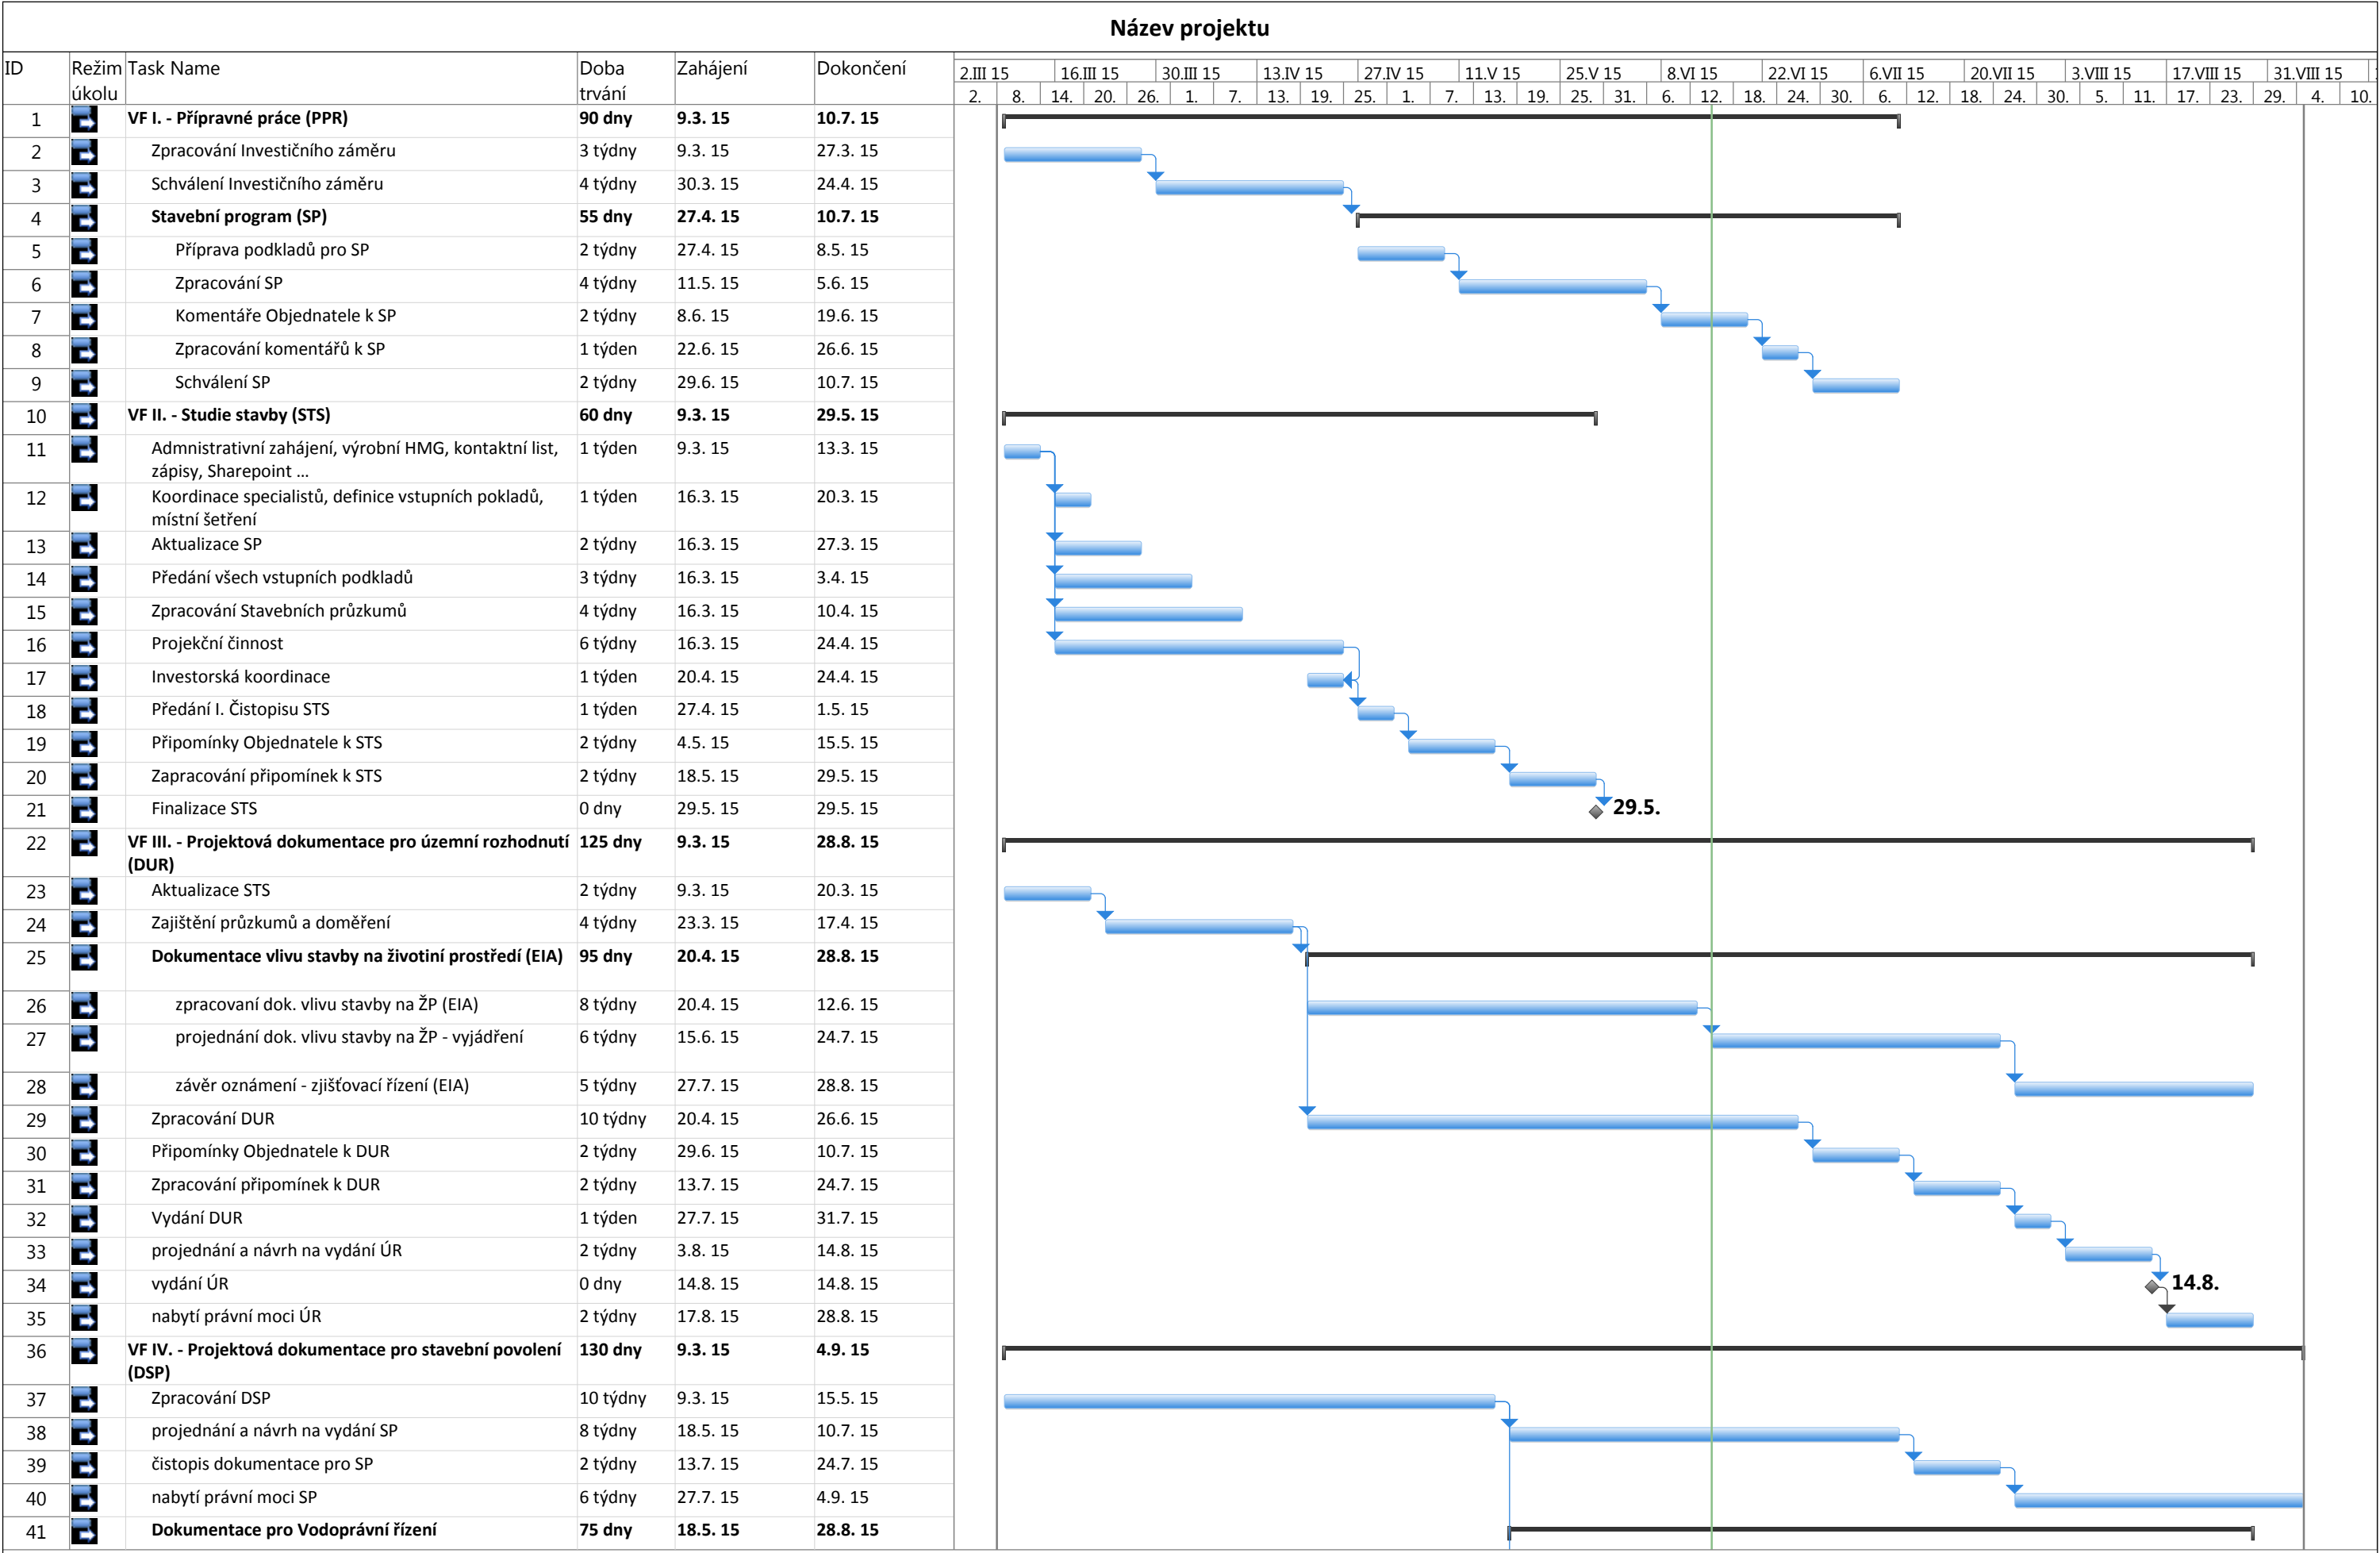 Název projektu
ID Režim úkolu Task Name Doba trvání Zahájení Dokončení
2.III 15 16.III 15 30.III 15 13.IV 15 27.IV 15 11.V 15 25.V 15 8.VI 15 22.VI 15 6.VII 15 20.VII 15 3.VIII 15 17.VIII 15 31.VIII 15
2. 8. 14. 20. 26. 1. 7. 13. 19. 25. 1. 7. 13. 19. 25. 31. 6. 12. 18. 24. 30. 6. 12. 18. 24. 30. 5. 11. 17. 23. 29. 4. 10.
1 VF I. - Přípravné práce (PPR) 90 dny 9.3. 15 10.7. 15
2 Zpracování Investičního záměru 3 týdny 9.3. 15 27.3. 15
3 Schválení Investičního záměru 4 týdny 30.3. 15 24.4. 15
4 Stavební program (SP) 55 dny 27.4. 15 10.7. 15
5 Příprava podkladů pro SP 2 týdny 27.4. 15 8.5. 15
6 Zpracování SP 4 týdny 11.5. 15 5.6. 15
7 Komentáře Objednatele k SP 2 týdny 8.6. 15 19.6. 15
8 Zpracování komentářů k SP 1 týden 22.6. 15 26.6. 15
9 Schválení SP 2 týdny 29.6. 15 10.7. 15
10 VF II. - Studie stavby (STS) 60 dny 9.3. 15 29.5. 15
11 Admnistrativní zahájení, výrobní HMG, kontaktní list, 1 týden 9.3. 15 13.3. 15
zápisy, Sharepoint ...
12 Koordinace specialistů, definice vstupních pokladů, 1 týden 16.3. 15 20.3. 15
místní šetření
13 Aktualizace SP 2 týdny 16.3. 15 27.3. 15
14 Předání všech vstupních podkladů 3 týdny 16.3. 15 3.4. 15
15 Zpracování Stavebních průzkumů 4 týdny 16.3. 15 10.4. 15
16 Projekční činnost 6 týdny 16.3. 15 24.4. 15
17 Investorská koordinace 1 týden 20.4. 15 24.4. 15
18 Předání I. Čistopisu STS 1 týden 27.4. 15 1.5. 15
19 Připomínky Objednatele k STS 2 týdny 4.5. 15 15.5. 15
20 Zapracování připomínek k STS 2 týdny 18.5. 15 29.5. 15
21 Finalizace STS 0 dny 29.5. 15 29.5. 15 29.5.
22 VF III. - Projektová dokumentace pro územní rozhodnutí 125 dny 9.3. 15 28.8. 15
(DUR)
23 Aktualizace STS 2 týdny 9.3. 15 20.3. 15
24 Zajištění průzkumů a doměření 4 týdny 23.3. 15 17.4. 15
25 Dokumentace vlivu stavby na životiní prostředí (EIA) 95 dny 20.4. 15 28.8. 15
26 zpracovaní dok. vlivu stavby na ŽP (EIA) 8 týdny 20.4. 15 12.6. 15
27 projednání dok. vlivu stavby na ŽP - vyjádření 6 týdny 15.6. 15 24.7. 15
28 závěr oznámení - zjišťovací řízení (EIA) 5 týdny 27.7. 15 28.8. 15
29 Zpracování DUR 10 týdny 20.4. 15 26.6. 15
30 Připomínky Objednatele k DUR 2 týdny 29.6. 15 10.7. 15
31 Zpracování připomínek k DUR 2 týdny 13.7. 15 24.7. 15
32 Vydání DUR 1 týden 27.7. 15 31.7. 15
33 projednání a návrh na vydání ÚR 2 týdny 3.8. 15 14.8. 15
34 vydání ÚR 0 dny 14.8. 15 14.8. 15 14.8.
35 nabytí právní moci ÚR 2 týdny 17.8. 15 28.8. 15
36 VF IV. - Projektová dokumentace pro stavební povolení 130 dny 9.3. 15 4.9. 15
(DSP)
37 Zpracování DSP 10 týdny 9.3. 15 15.5. 15
38 projednání a návrh na vydání SP 8 týdny 18.5. 15 10.7. 15
39 čistopis dokumentace pro SP 2 týdny 13.7. 15 24.7. 15
40 nabytí právní moci SP 6 týdny 27.7. 15 4.9. 15
41 Dokumentace pro Vodoprávní řízení 75 dny 18.5. 15 28.8. 15